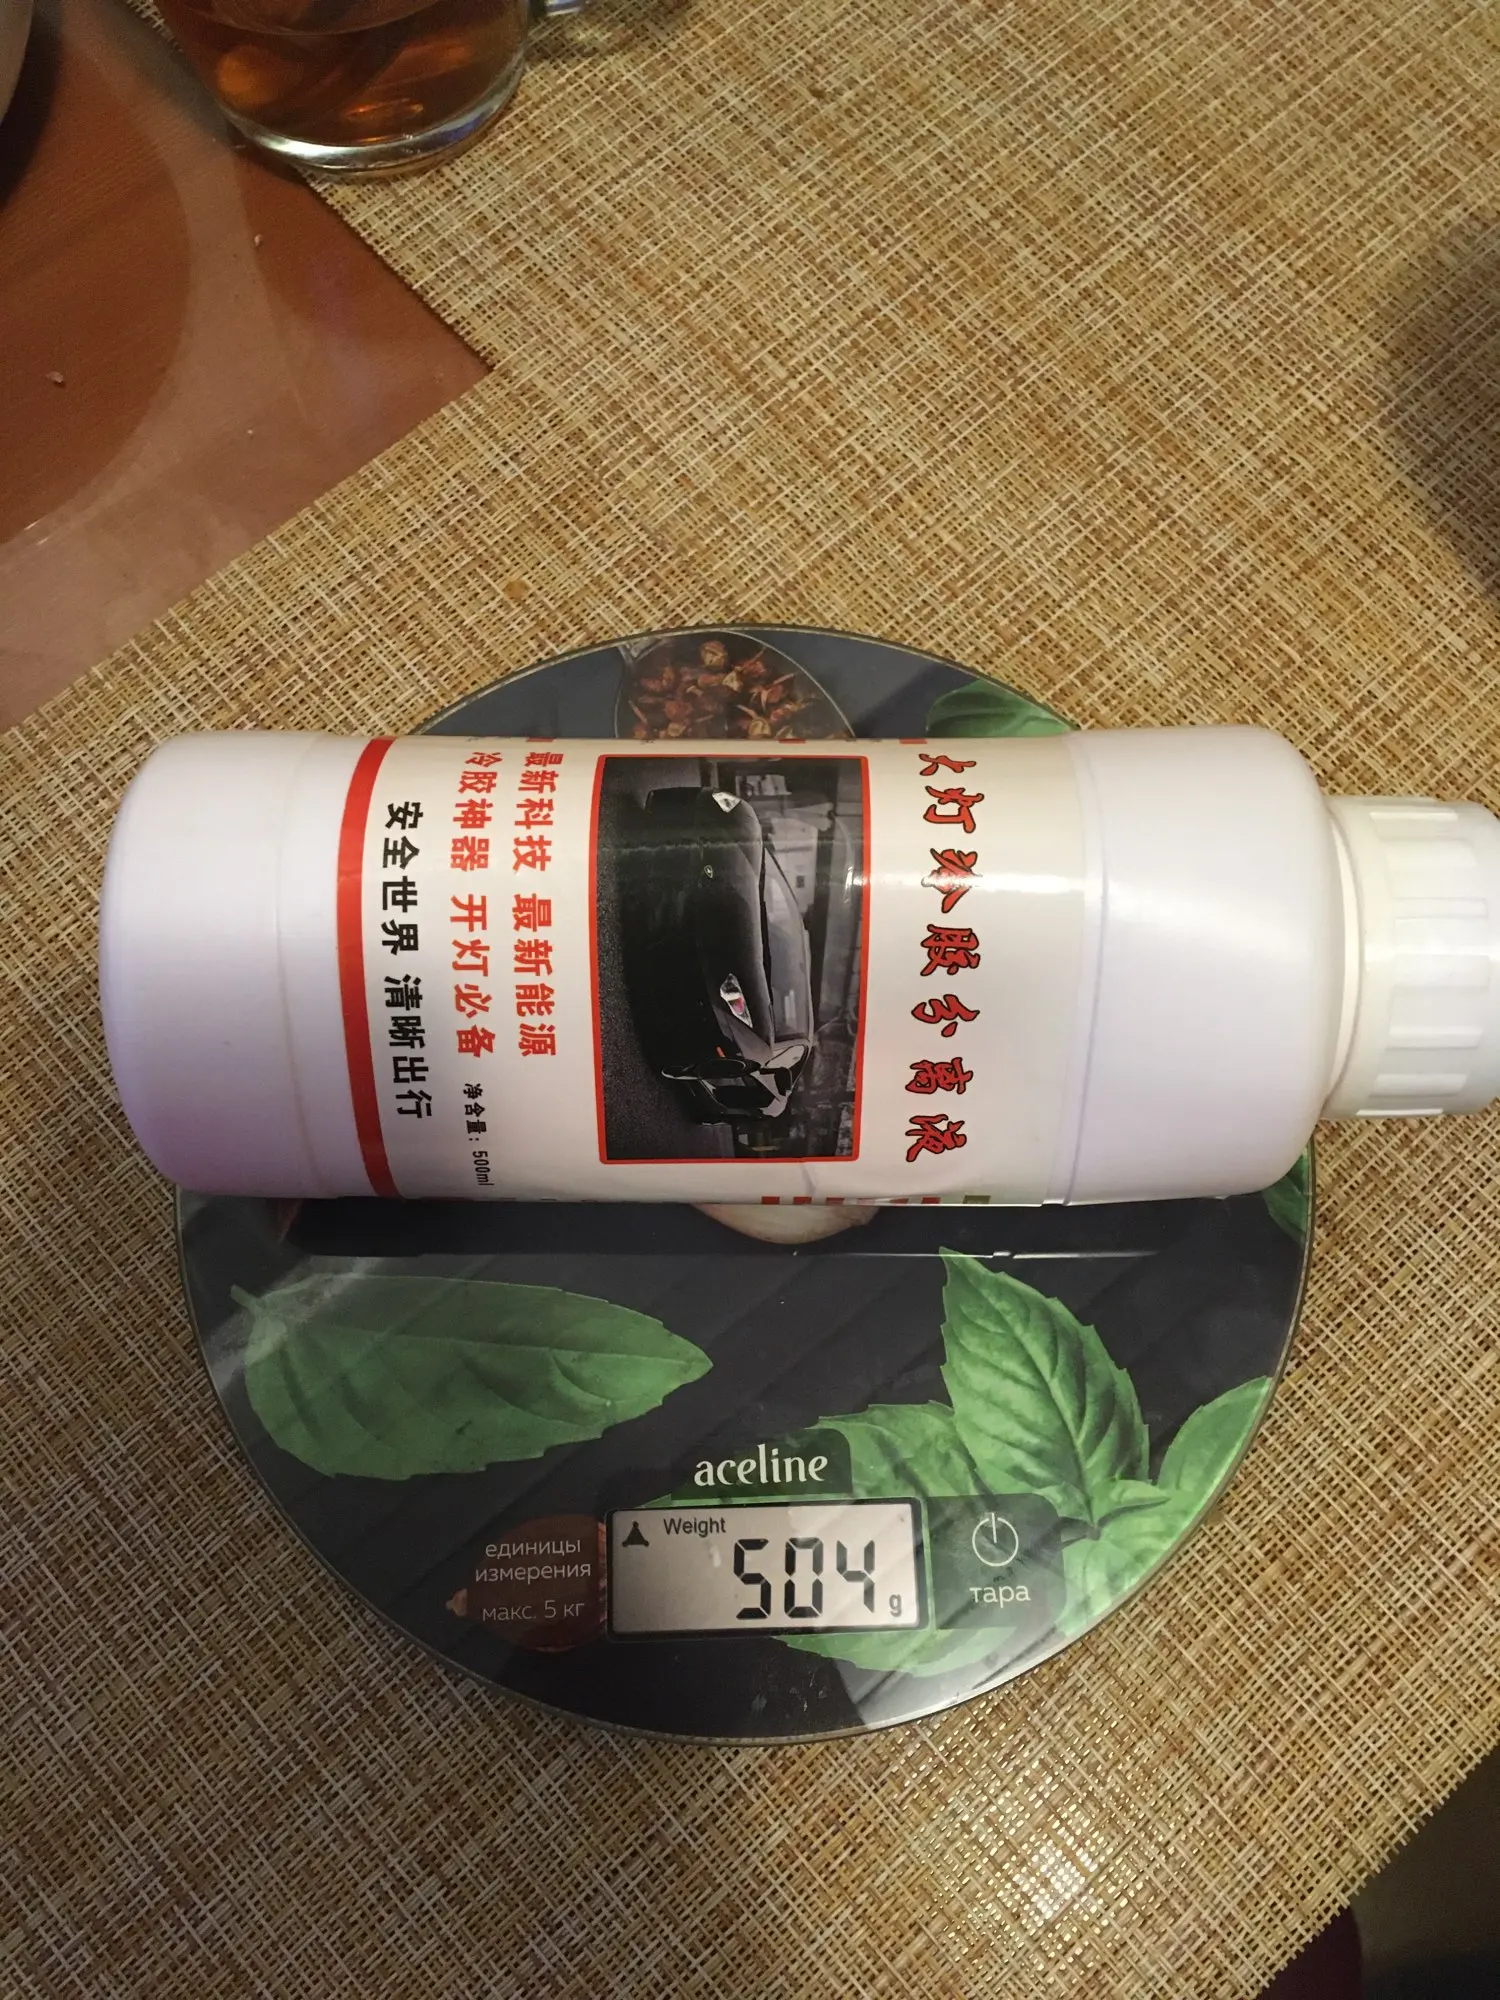 大灯冷胶分离液
最新科技 最新能源
冷胶神器 开灯必备
净含量：500ml
安全世界 清晰出行
aceline
единицы
измерения
макс. 5 кг
Weight
504g
тара